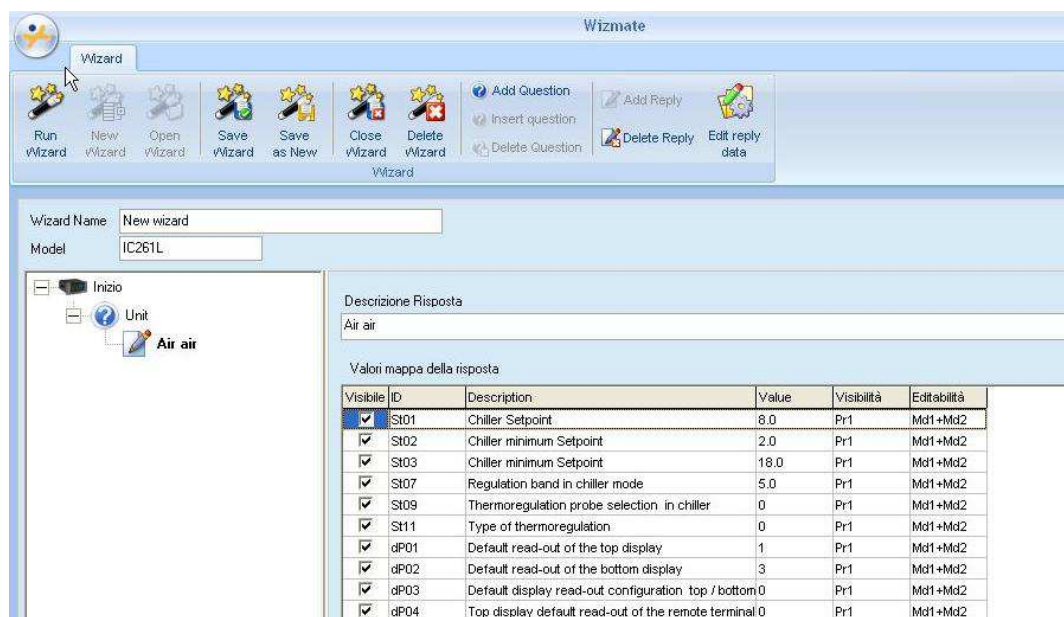 Wizmate
Wizard
Run Wizard
New Wizard
Open Wizard
Save Wizard
Save as New
Close Wizard
Delete Wizard
Add Question
Insert question
Delete Question
Add Reply
Delete Reply
Edit reply data
Wizard
Wizard Name New wizard
Model IC261L
Inizio
Unit
Air air
Descrizione Risposta
Air air
Valori mappa della risposta
Visibile ID Description Value Visibilità Editabilità
St01 Chiller Setpoint 8.0 Pr1 Md1+Md2
St02 Chiller minimum Setpoint 2.0 Pr1 Md1+Md2
St03 Chiller minimum Setpoint 18.0 Pr1 Md1+Md2
St07 Regulation band in chiller mode 5.0 Pr1 Md1+Md2
St09 Thermoregulation probe selection in chiller 0 Pr1 Md1+Md2
St11 Type of thermoregulation 0 Pr1 Md1+Md2
dP01 Default read-out of the top display 1 Pr1 Md1+Md2
dP02 Default read-out of the bottom display 3 Pr1 Md1+Md2
dP03 Default display read-out configuration top / bottom 0 Pr1 Md1+Md2
dP04 Top display default read-out of the remote terminal 0 Pr1 Md1+Md2